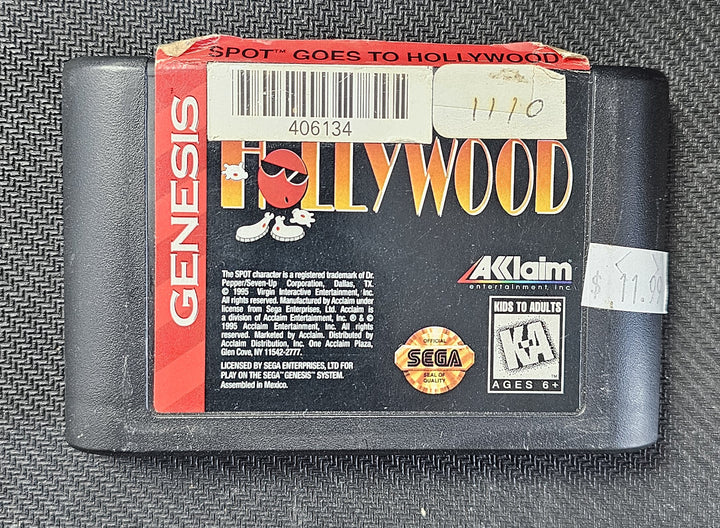 SPOT™ GOES TO HOLLYWOOD
406134
1110
HOLLYWOOD
GENESIS
The SPOT character is a registered trademark of Dr.
Pepper/Seven-Up Corporation, Dallas, TX.
© 1995 Virgin Interactive Entertainment, Inc.
All rights reserved. Manufactured by Acclaim under
license from Sega Enterprises, Ltd. Acclaim is
a division of Acclaim Entertainment, Inc. ® & ©
1995 Acclaim Entertainment, Inc. All rights
reserved. Marketed by Acclaim. Distributed by
Acclaim Distribution, Inc. One Acclaim Plaza,
Glen Cove, NY 11542-2777.
LICENSED BY SEGA ENTERPRISES, LTD FOR
PLAY ON THE SEGA™ GENESIS™ SYSTEM.
Assembled in Mexico.
AKKlaim
entertainment, inc.
$ 11.99
OFFICIAL
SEGA
SEAL OF
QUALITY
KIDS TO ADULTS
K-A
AGES 6+